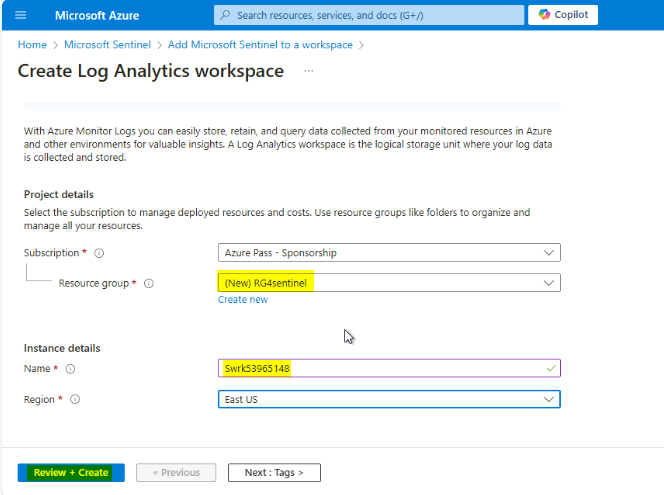 Microsoft Azure
Search resources, services, and docs (G+/)
Copilot
Home > Microsoft Sentinel > Add Microsoft Sentinel to a workspace >
Create Log Analytics workspace ...
With Azure Monitor Logs you can easily store, retain, and query data collected from your monitored resources in Azure
and other environments for valuable insights. A Log Analytics workspace is the logical storage unit where your log data
is collected and stored.
Project details
Select the subscription to manage deployed resources and costs. Use resource groups like folders to organize and
manage all your resources.
Subscription *
Azure Pass - Sponsorship
Resource group *
(New) RG4sentinel
Create new
Instance details
Name *
Swrk53965148
Region *
East US
Review + Create
« Previous
Next : Tags >